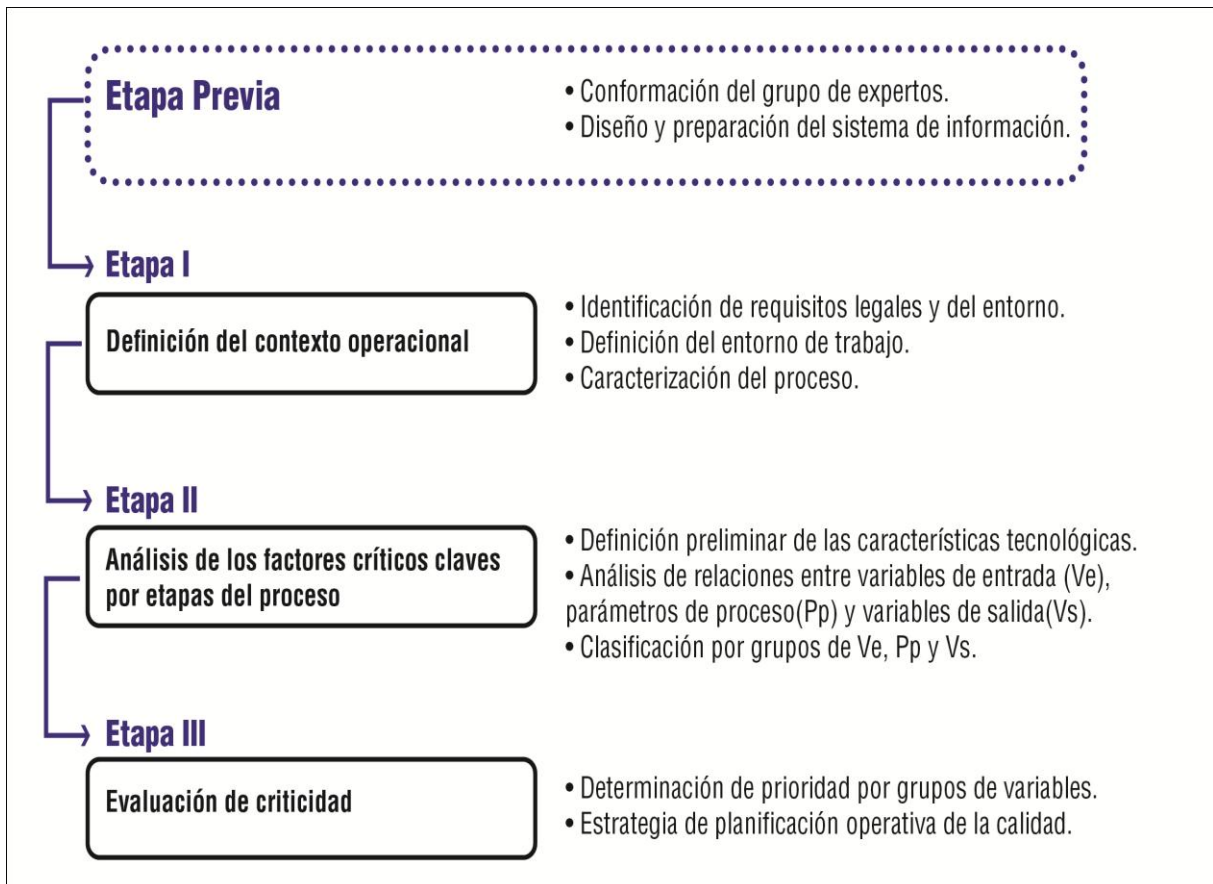 Etapa Previa
• Conformación del grupo de expertos.
• Diseño y preparación del sistema de información.
Etapa I
Definición del contexto operacional
• Identificación de requisitos legales y del entorno.
• Definición del entorno de trabajo.
• Caracterización del proceso.
Etapa II
Análisis de los factores críticos claves
por etapas del proceso
• Definición preliminar de las características tecnológicas.
• Análisis de relaciones entre variables de entrada (Ve),
parámetros de proceso(Pp) y variables de salida(Vs).
• Clasificación por grupos de Ve, Pp y Vs.
Etapa III
Evaluación de criticidad
• Determinación de prioridad por grupos de variables.
• Estrategia de planificación operativa de la calidad.